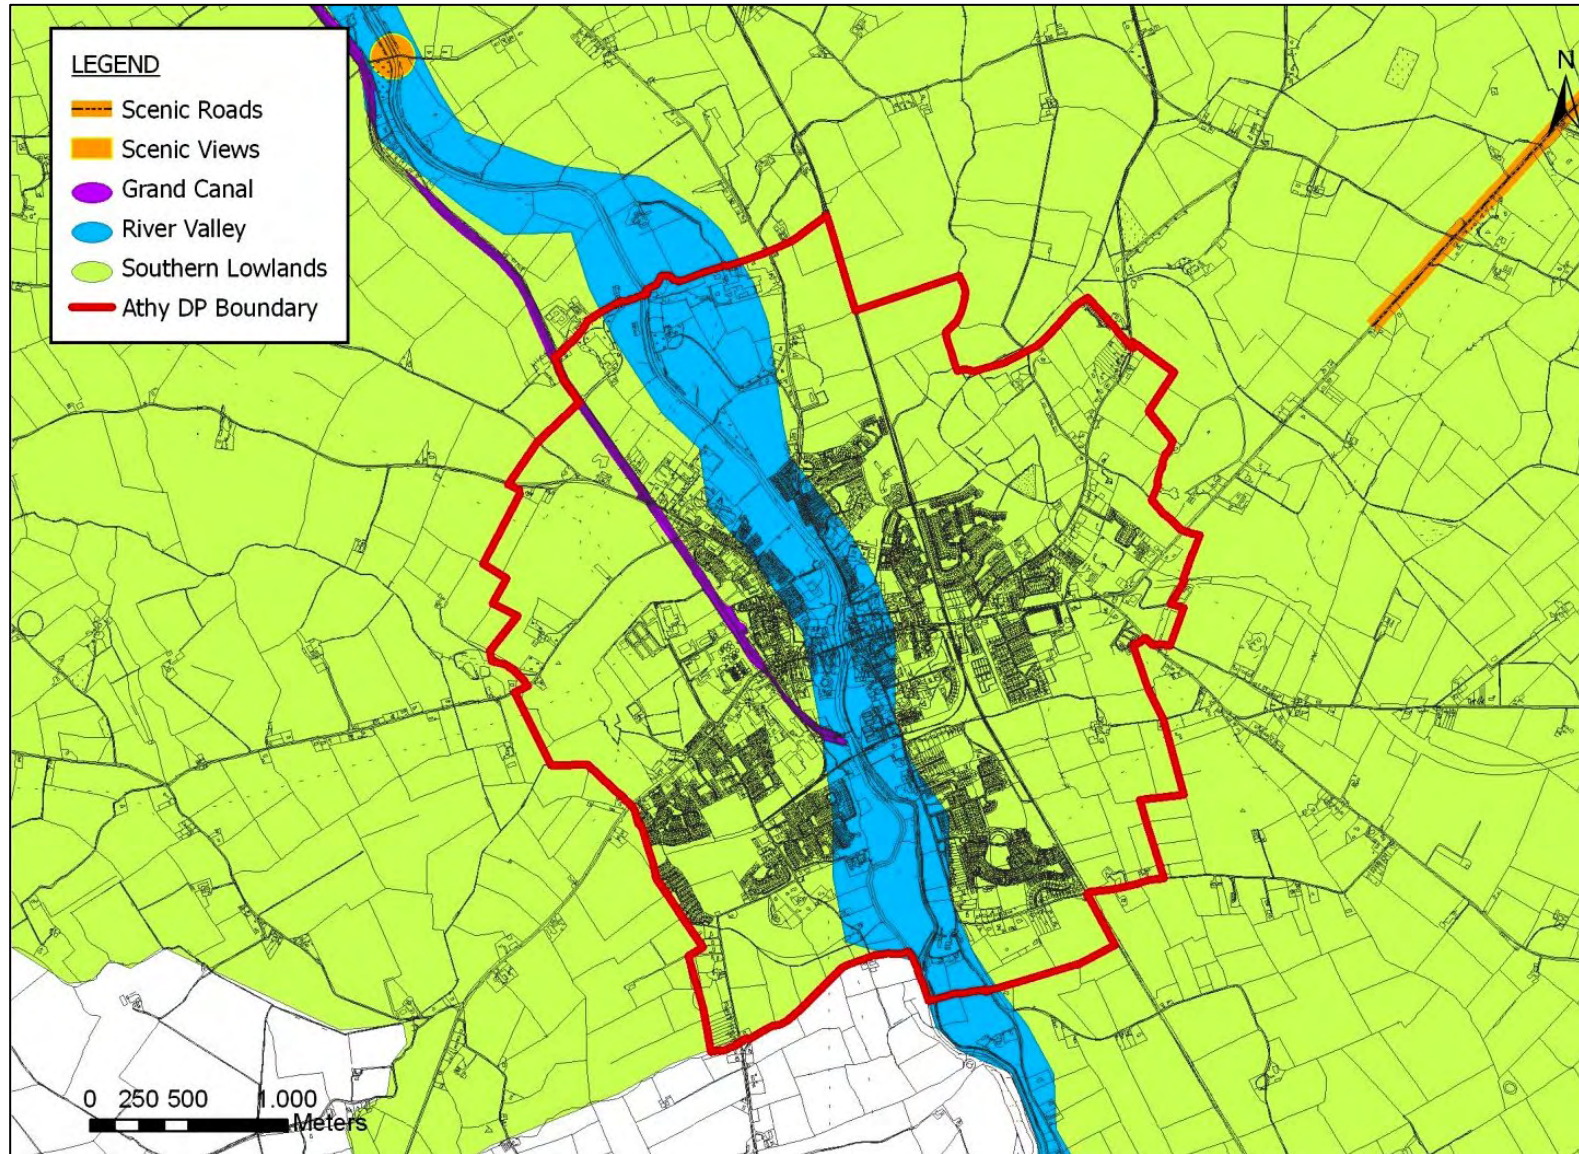 LEGEND
Scenic Roads
Scenic Views
Grand Canal
River Valley
Southern Lowlands
Athy DP Boundary
N
0 250 500 1.000
Meters